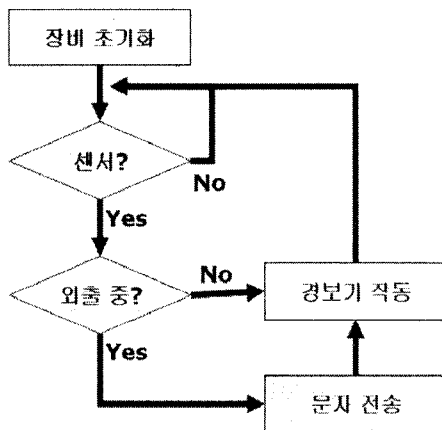 장비 초기화
센서?
No
Yes
외출 중?
No
경보기 작동
Yes
문자 전송